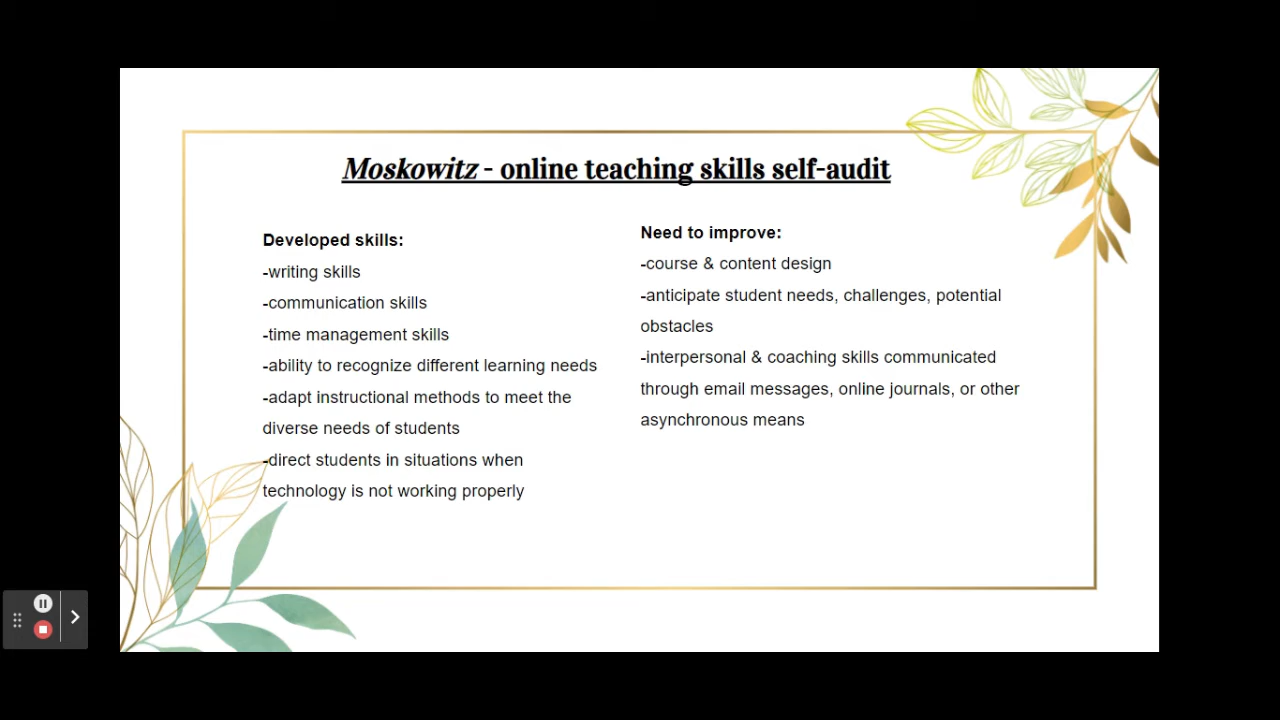 Moskowitz - online teaching skills self-audit
Developed skills:
-writing skills
-communication skills
-time management skills
-ability to recognize different learning needs
-adapt instructional methods to meet the
diverse needs of students
-direct students in situations when
technology is not working properly
Need to improve:
-course & content design
-anticipate student needs, challenges, potential
obstacles
-interpersonal & coaching skills communicated
through email messages, online journals, or other
asynchronous means